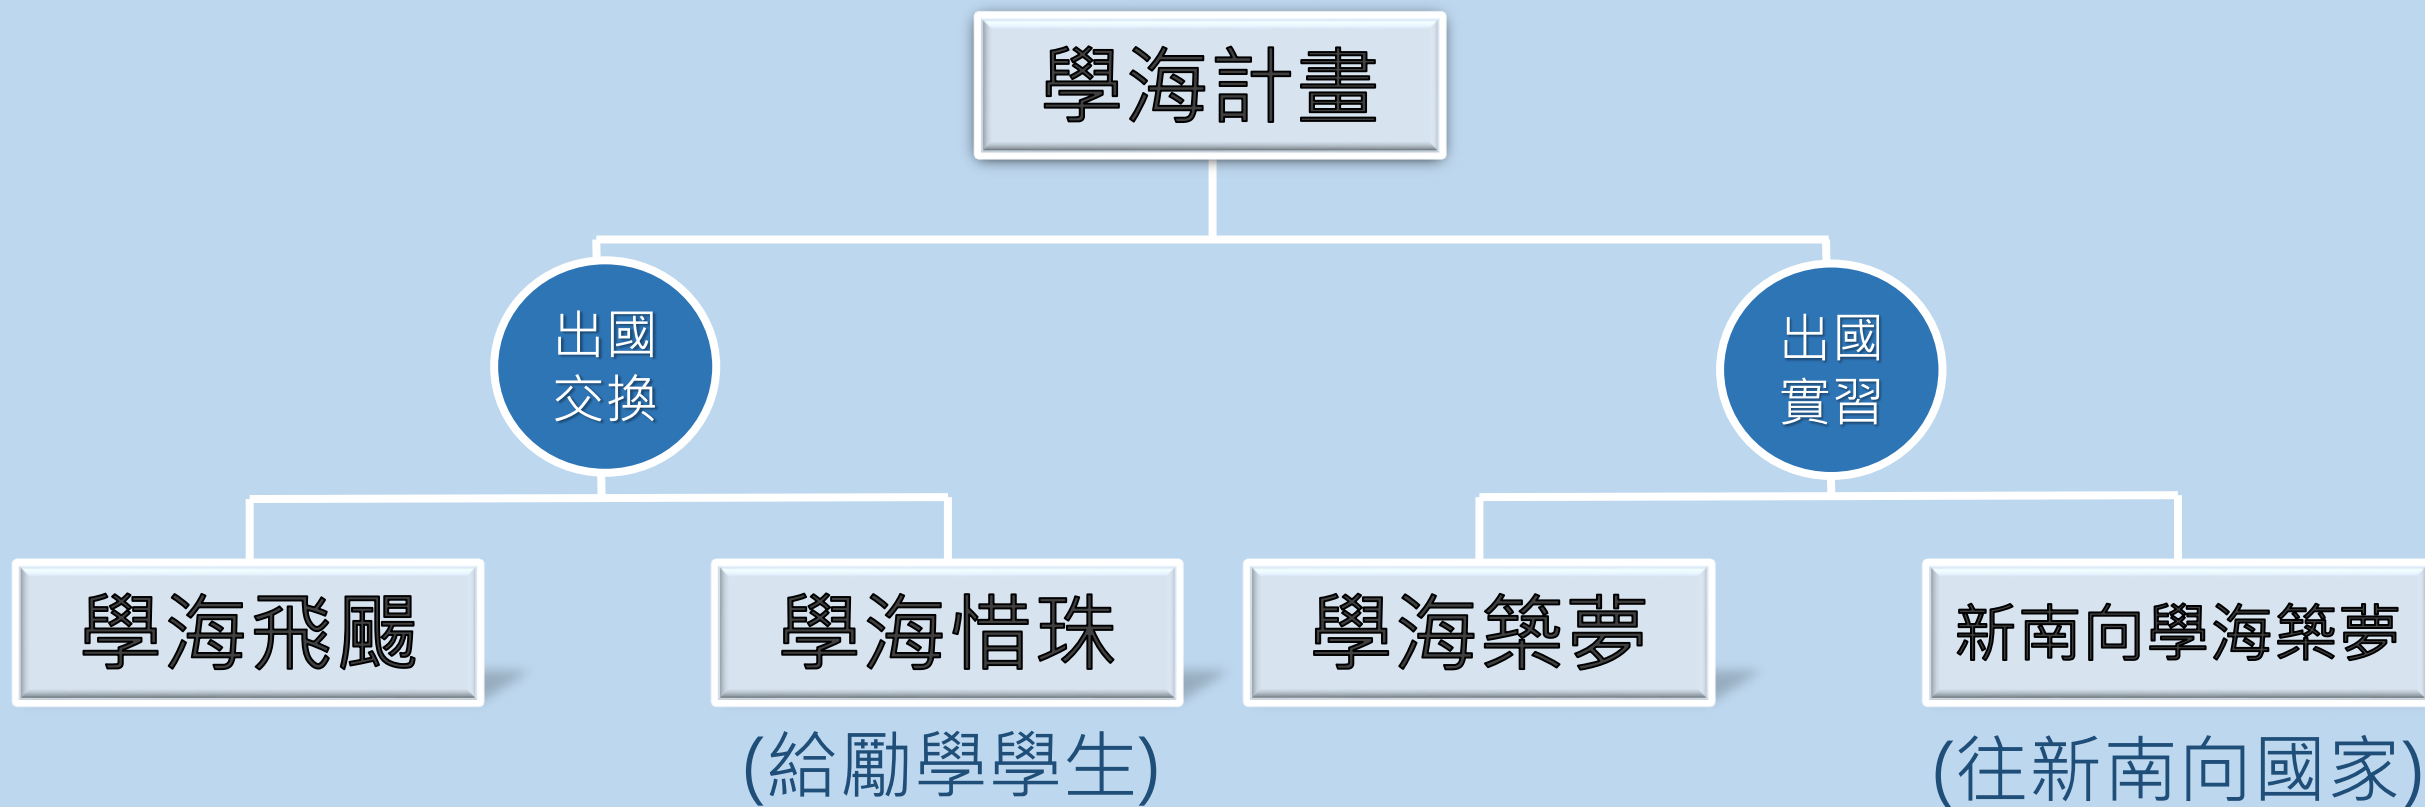 學海計畫
出國
交換
出國
實習
學海飛颺
學海惜珠
學海築夢
新南向學海築夢
(給勵學學生)
(往新南向國家)